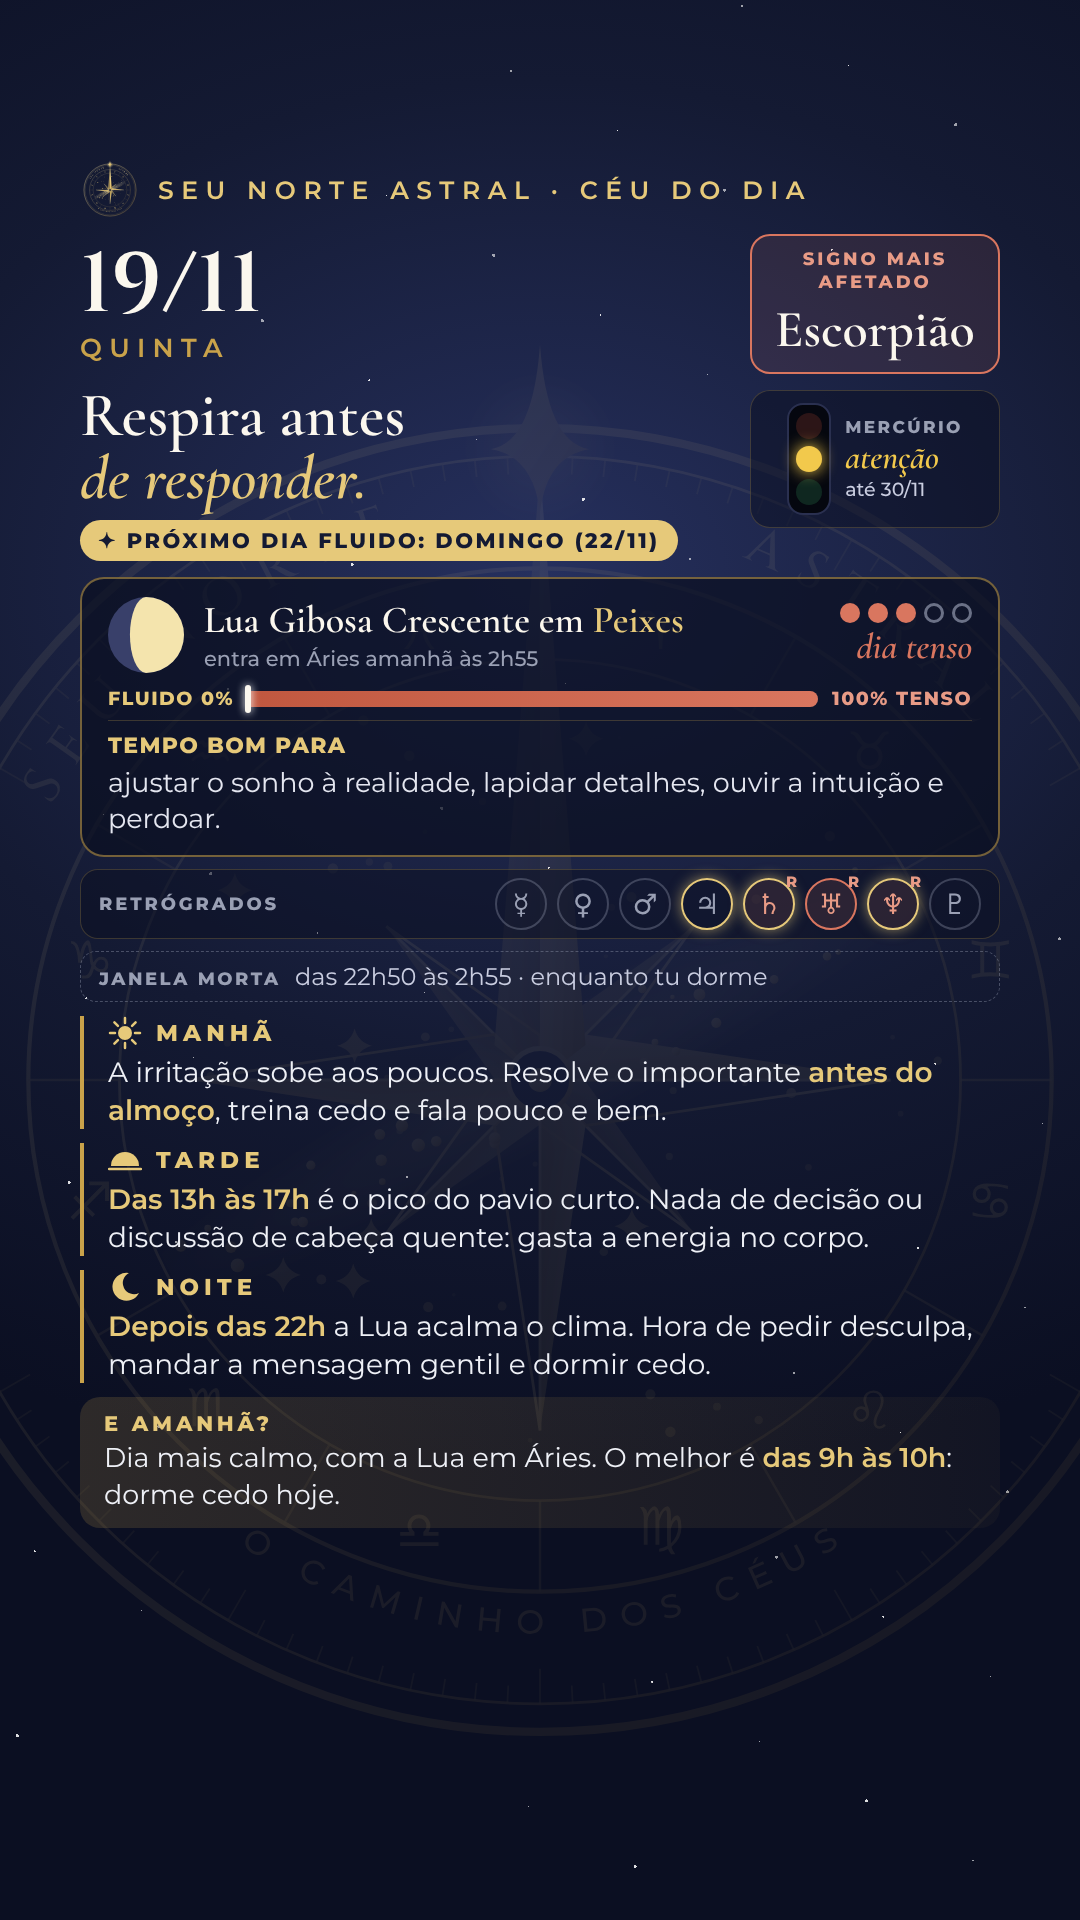 SEU NORTE ASTRAL · CÉU DO DIA
19/11
QUINTA
SIGNO MAIS
AFETADO
Escorpião
Respira antes
de responder.
MERCÚRIO
atenção
até 30/11
✦ PRÓXIMO DIA FLUIDO: DOMINGO (22/11)
Lua Gibosa Crescente em Peixes
entra em Áries amanhã às 2h55
dia tenso
FLUIDO 0%
100% TENSO
TEMPO BOM PARA
ajustar o sonho à realidade, lapidar detalhes, ouvir a intuição e
perdoar.
RETRÓGRADOS ☿ ♀ ♂ ♃ ♄ R ♅ R ♆ R ♇
JANELA MORTA das 22h50 às 2h55 · enquanto tu dorme
MANHÃ
A irritação sobe aos poucos. Resolve o importante antes do
almoço, treina cedo e fala pouco e bem.
TARDE
Das 13h às 17h é o pico do pavio curto. Nada de decisão ou
discussão de cabeça quente: gasta a energia no corpo.
NOITE
Depois das 22h a Lua acalma o clima. Hora de pedir desculpa,
mandar a mensagem gentil e dormir cedo.
E AMANHÃ?
Dia mais calmo, com a Lua em Áries. O melhor é das 9h às 10h:
dorme cedo hoje.
O CAMINHO DOS CÉUS